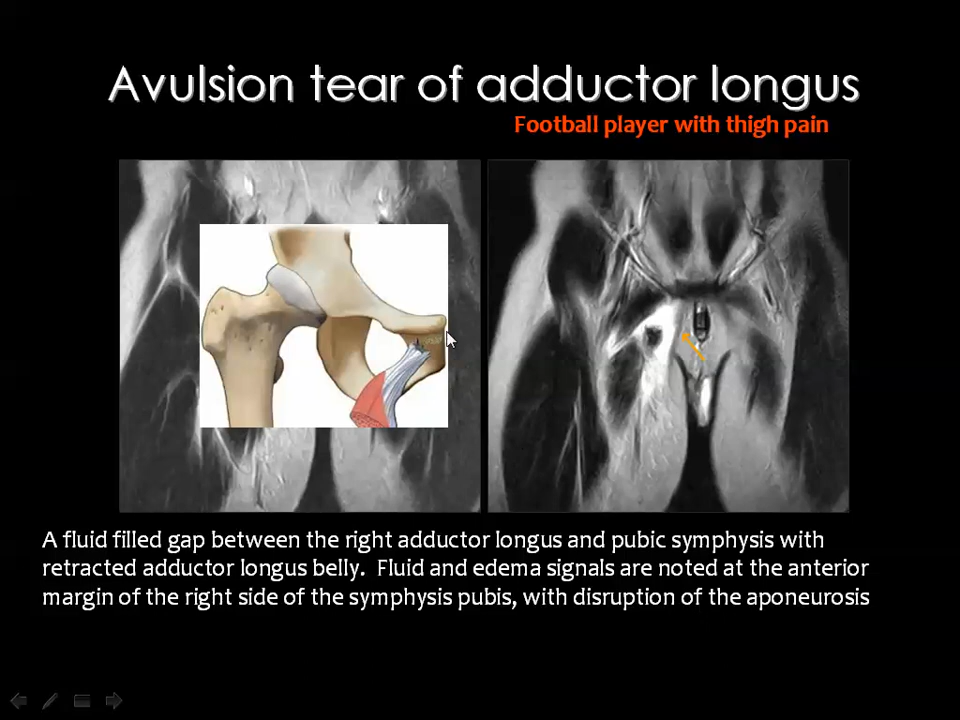 Avulsion tear of adductor longus
Football player with thigh pain
A fluid filled gap between the right adductor longus and pubic symphysis with
retracted adductor longus belly.  Fluid and edema signals are noted at the anterior
margin of the right side of the symphysis pubis, with disruption of the aponeurosis